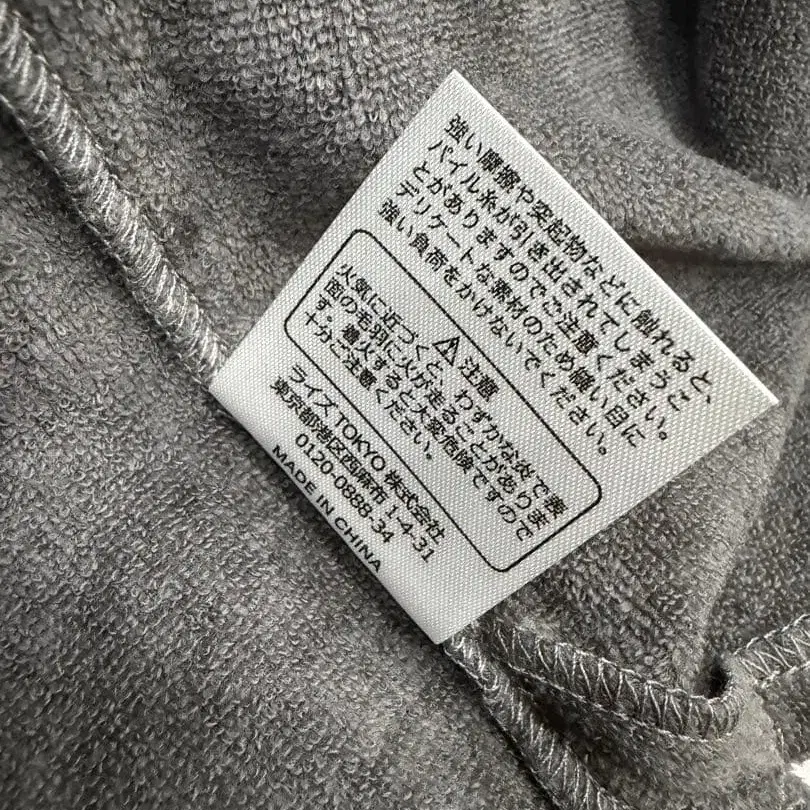 強い摩擦や突起物などに触れると、
パイル糸が引き出されてしまうこ
とがありますのでご注意ください。
デリケートな素材のため縫い目に
強い負荷をかけないでください。
⚠ 注意
火気に近づくと、わずかな炎で表
面の毛羽に火が走ることがありま
す。着火すると大変危険ですので
十分ご注意ください。
ライズ TOKYO 株式会社
東京都港区西麻布 1-4-31
0120-0888-34
MADE IN CHINA